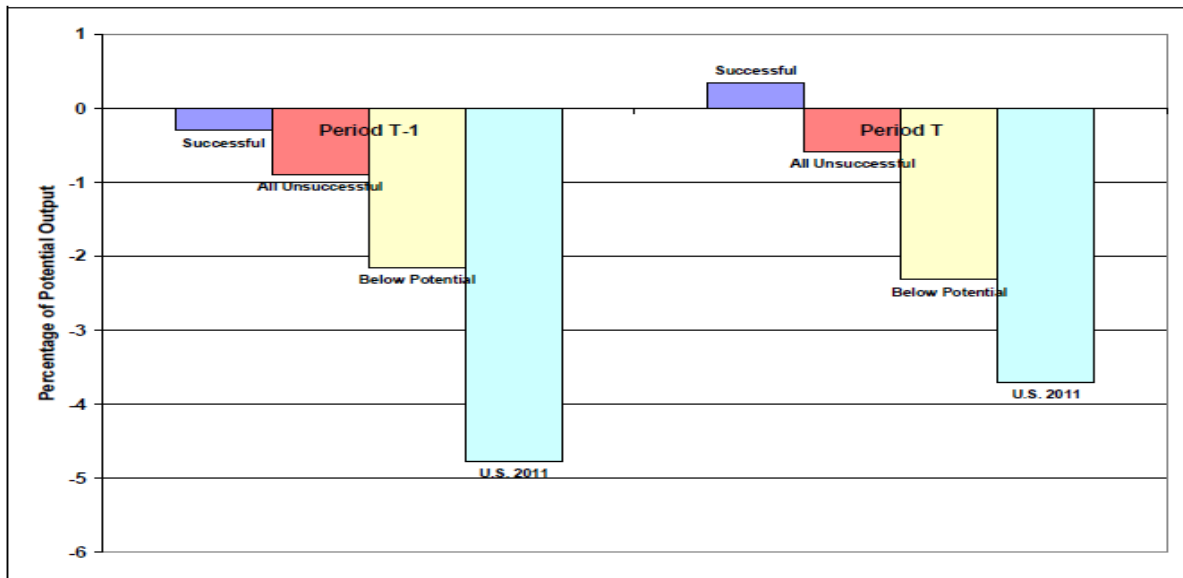 Percentage of Potential Output
1
0
-1
-2
-3
-4
-5
-6
Successful
Period T-1
All Unsuccessful
Below Potential
U.S. 2011
Successful
Period T
All Unsuccessful
Below Potential
U.S. 2011